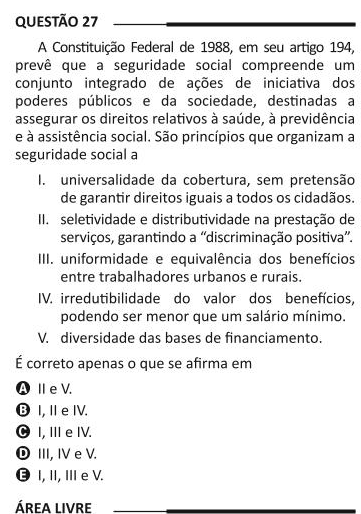 QUESTÃO 27
A Constituição Federal de 1988, em seu artigo 194,
prevê que a seguridade social compreende um
conjunto integrado de ações de iniciativa dos
poderes públicos e da sociedade, destinadas a
assegurar os direitos relativos à saúde, à previdência
e à assistência social. São princípios que organizam a
seguridade social a
I. universalidade da cobertura, sem pretensão
de garantir direitos iguais a todos os cidadãos.
II. seletividade e distributividade na prestação de
serviços, garantindo a “discriminação positiva”.
III. uniformidade e equivalência dos benefícios
entre trabalhadores urbanos e rurais.
IV. irredutibilidade do valor dos benefícios,
podendo ser menor que um salário mínimo.
V. diversidade das bases de financiamento.
É correto apenas o que se afirma em
A II e V.
B I, II e IV.
C I, III e IV.
D III, IV e V.
E I, II, III e V.
ÁREA LIVRE